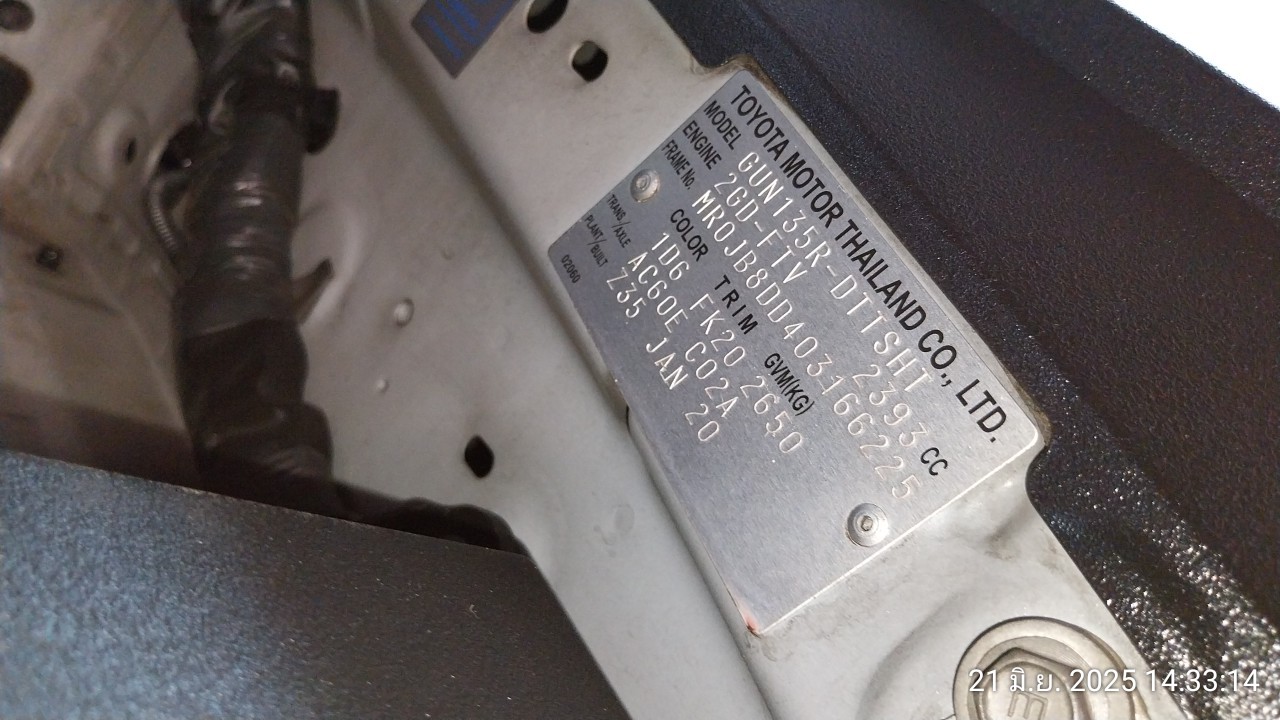 TOYOTA MOTOR THAILAND CO., LTD.
MODEL GUN135R-DTTSHT
ENGINE 2GD-FTV 2393 CC
FRAME No. MR0JB8DD403166225
COLOR TRIM GVM(KG)
1D6 FK20 2650
TRANS/AXLE AC60E C02A
PLANT/BUILT Z35 JAN 20
02060
21 มิ.ย. 2025 14:33:14